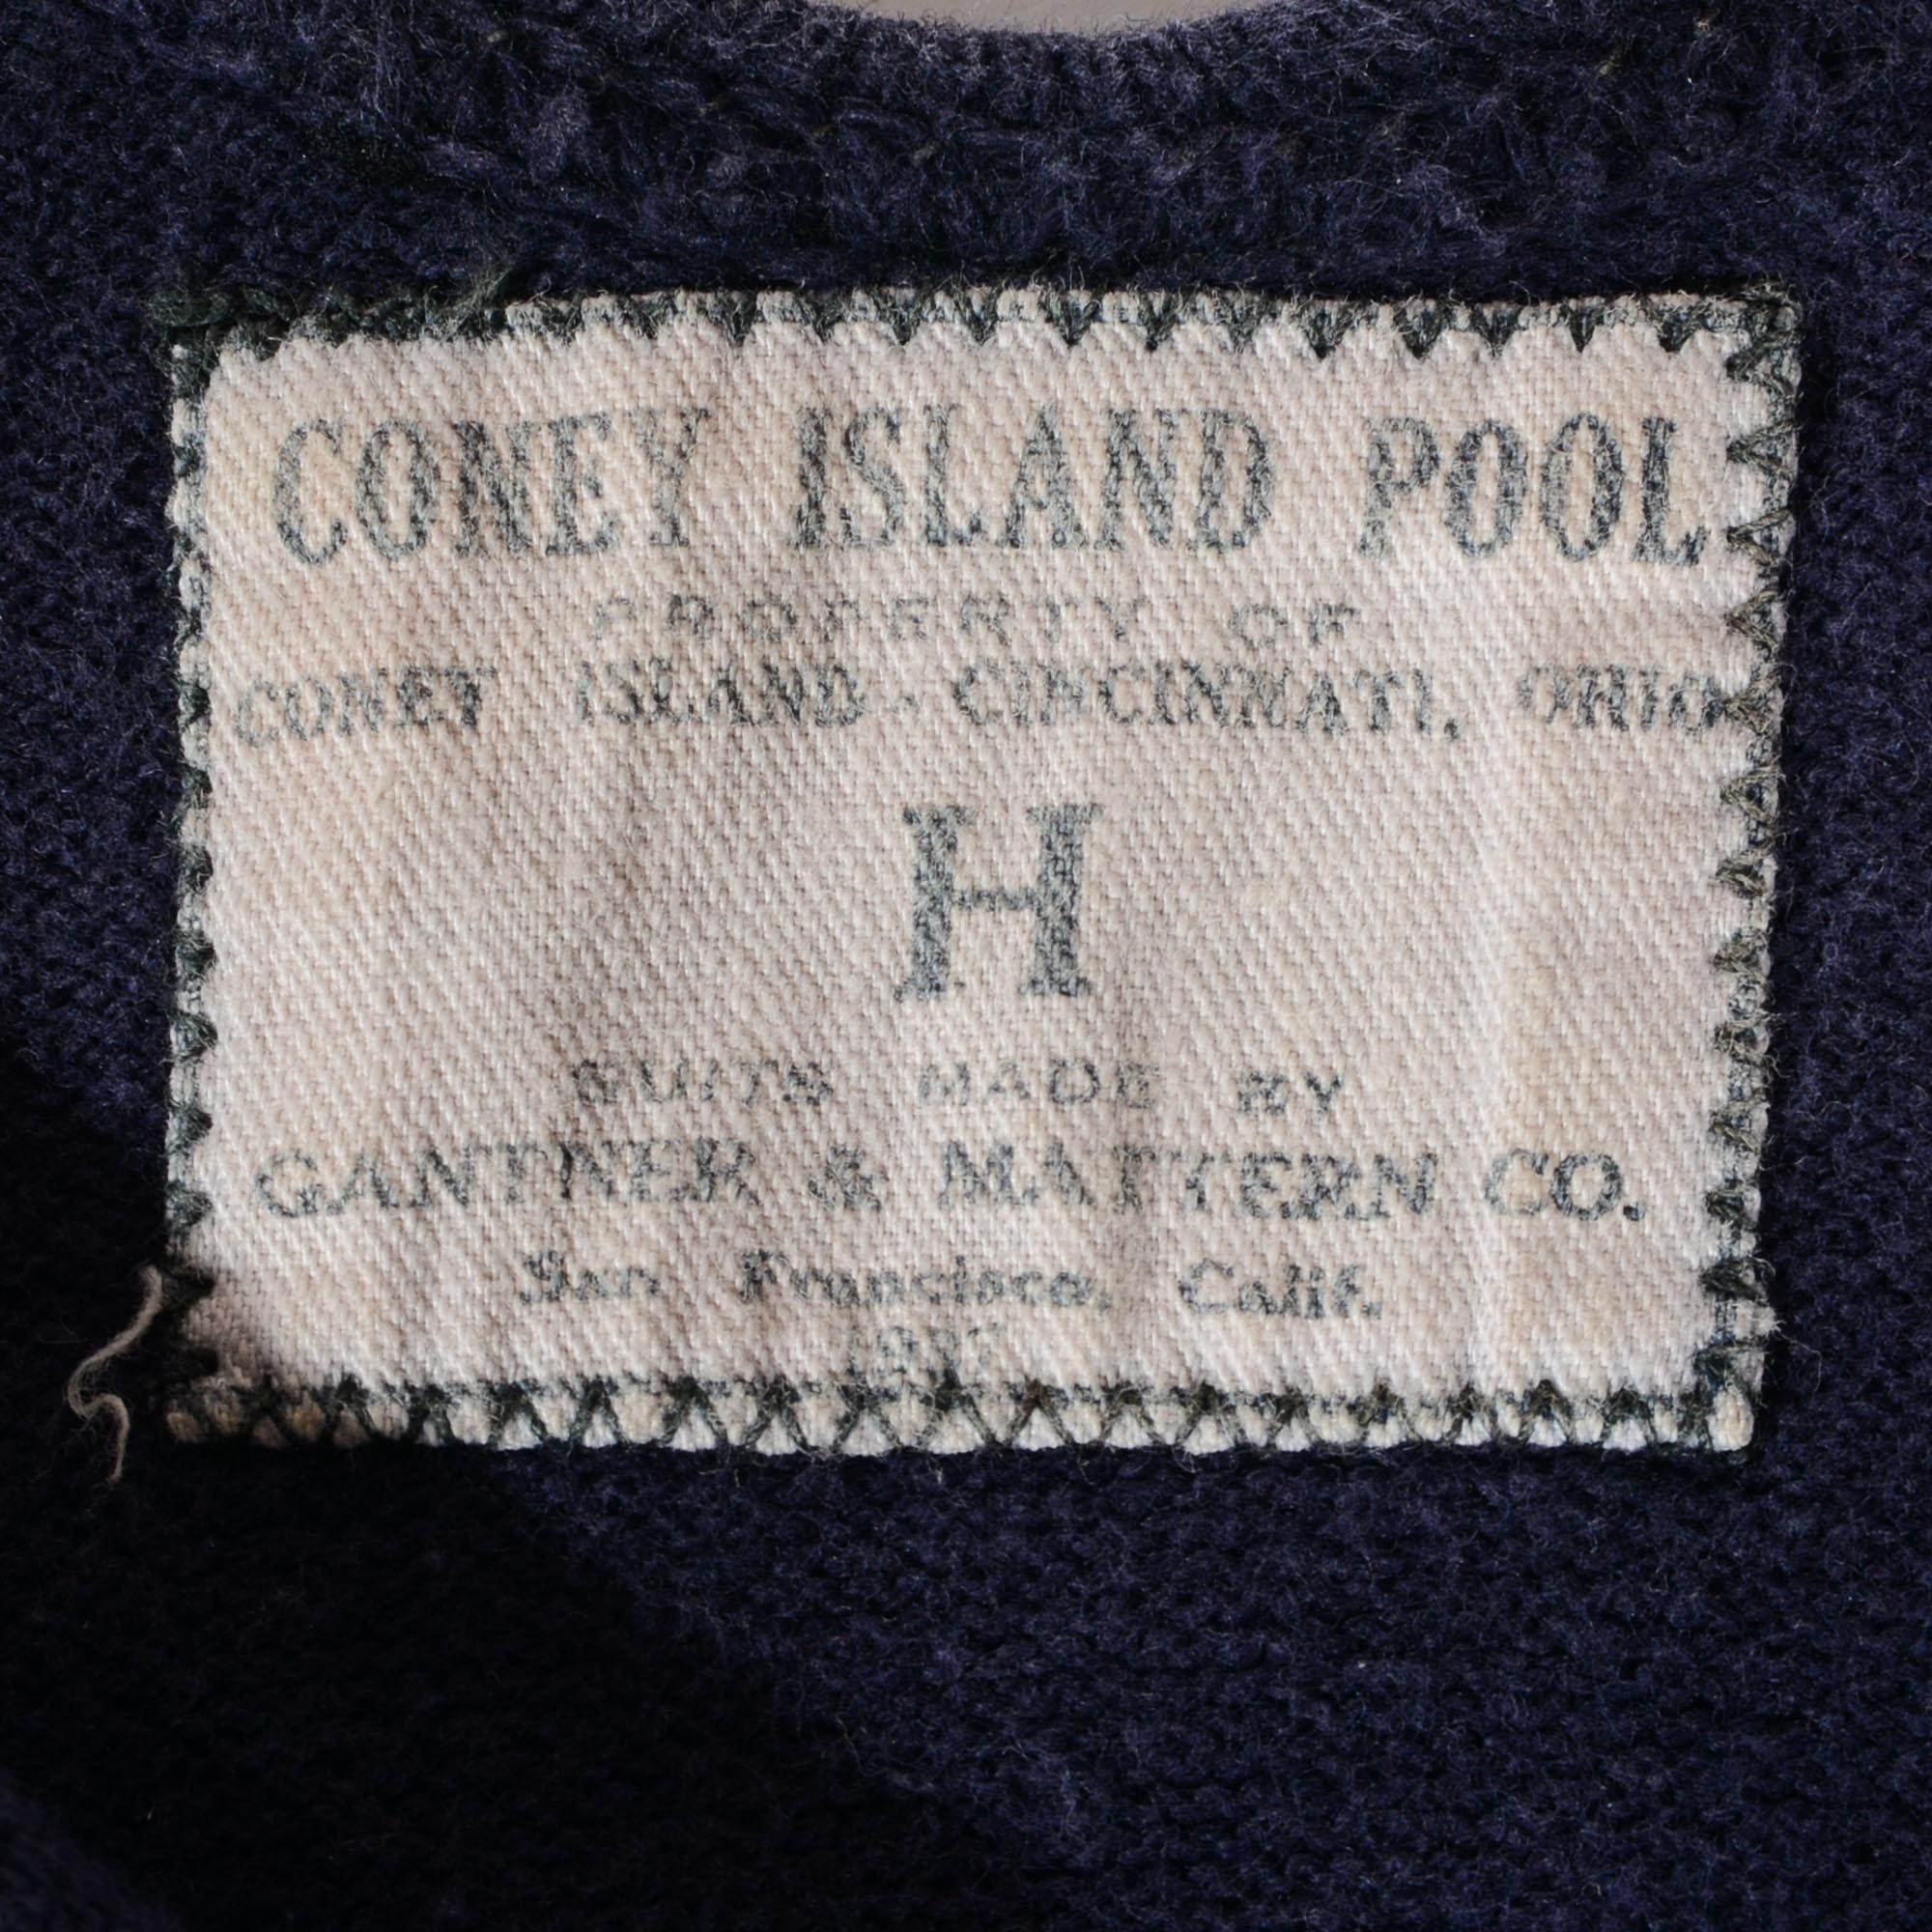 CONEY ISLAND POOL
PROPERTY OF
CONEY ISLAND - CINCINNATI, OHIO
H
SUITS MADE BY
GANTNER & MATTERN CO.
San Francisco, Calif.